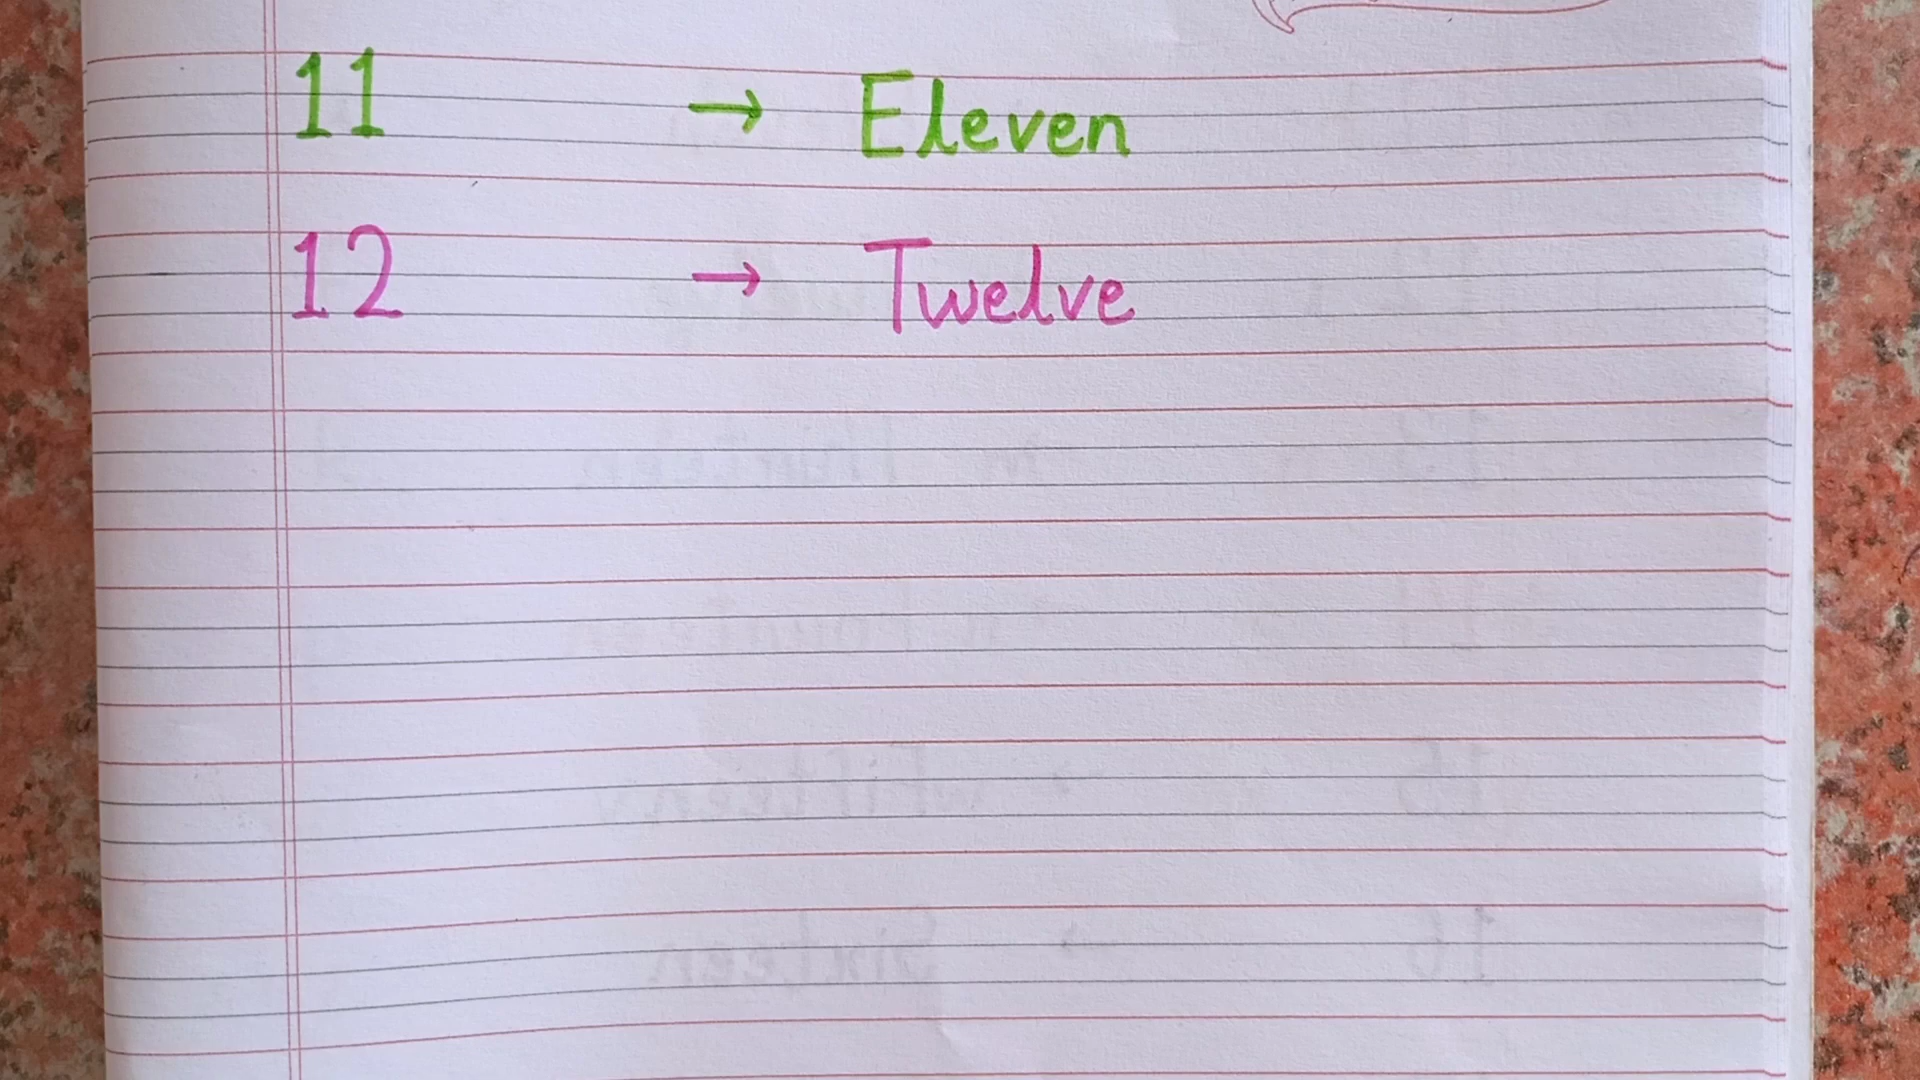 11 → Eleven
12 → Twelve